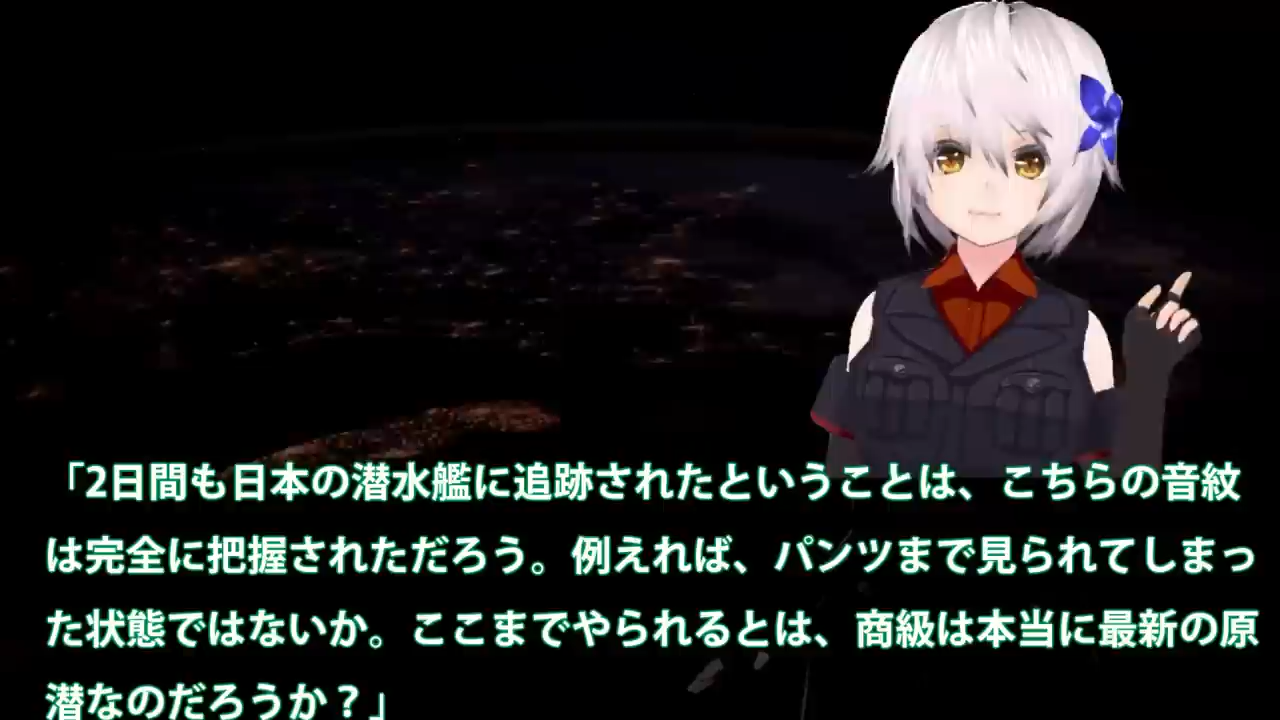 「2日間も日本の潜水艦に追跡されたということは、こちらの音紋
は完全に把握されただろう。例えれば、パンツまで見られてしまっ
た状態ではないか。ここまでやられるとは、商級は本当に最新の原
潜なのだろうか？」